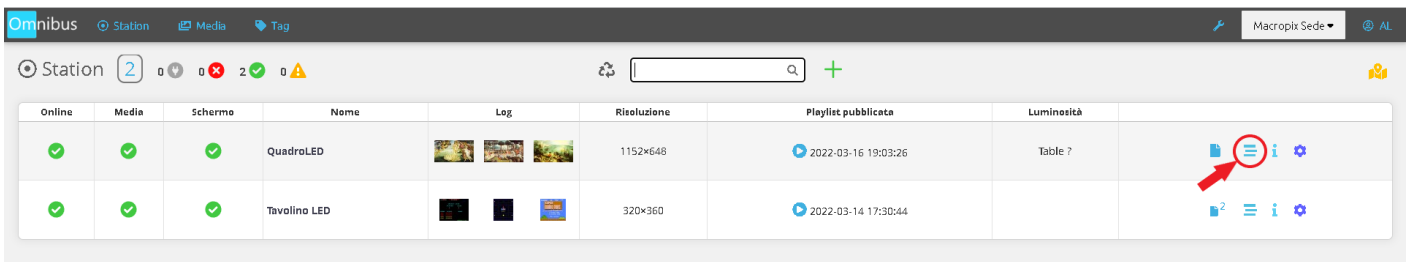 Omnibus Station Media Tag Macropix Sede AL
Station 2 0 0 2 0
Online Media Schermo Nome Log Risoluzione Playlist pubblicata Luminosità
QuadroLED 1152×648 2022-03-16 19:03:26 Table ?
Tavolino LED 320×360 2022-03-14 17:30:44 2